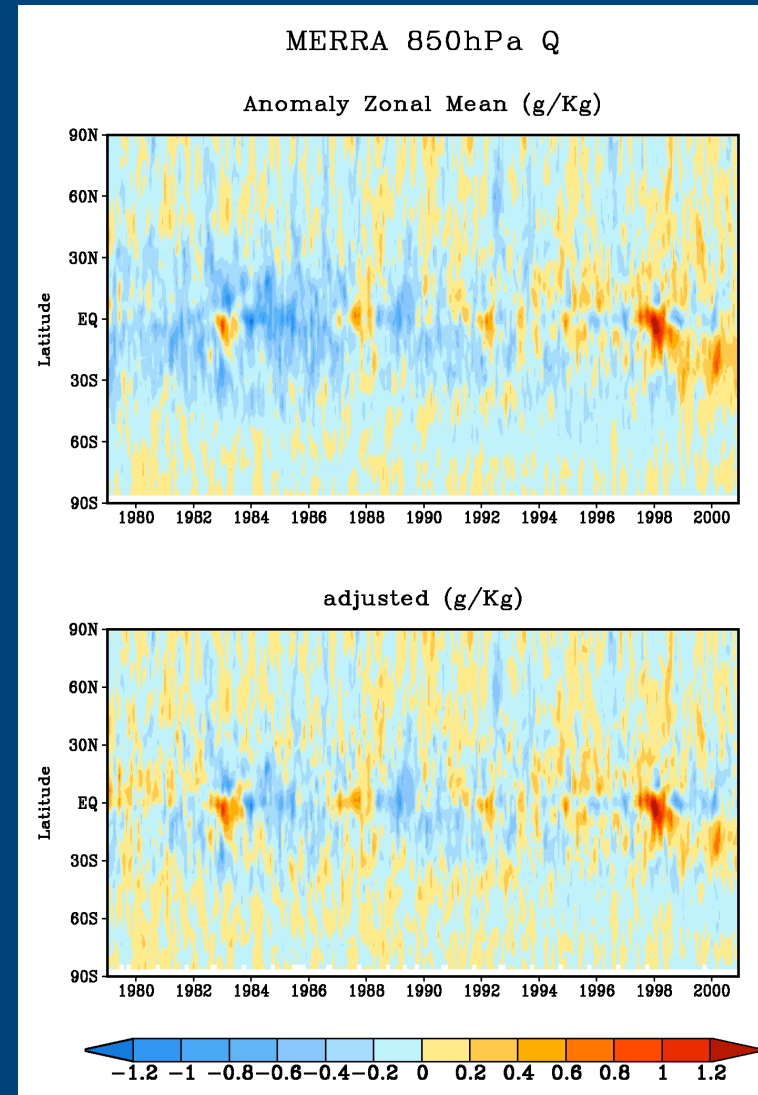 MERRA 850hPa Q
Anomaly Zonal Mean (g/Kg)
90N
60N
30N
EQ
30S
60S
90S
Latitude
1980 1982 1984 1986 1988 1990 1992 1994 1996 1998 2000
adjusted (g/Kg)
90N
60N
30N
EQ
30S
60S
90S
Latitude
1980 1982 1984 1986 1988 1990 1992 1994 1996 1998 2000
-1.2 -1 -0.8 -0.6 -0.4 -0.2 0 0.2 0.4 0.6 0.8 1 1.2